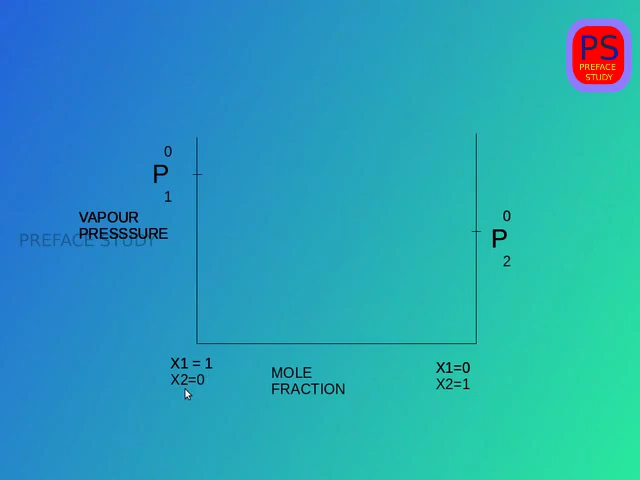 PS
PREFACE
STUDY
0
P
1
VAPOUR
PRESSSURE
PREFACE STUDY
0
P
2
X1 = 1
X2=0
MOLE
FRACTION
X1=0
X2=1